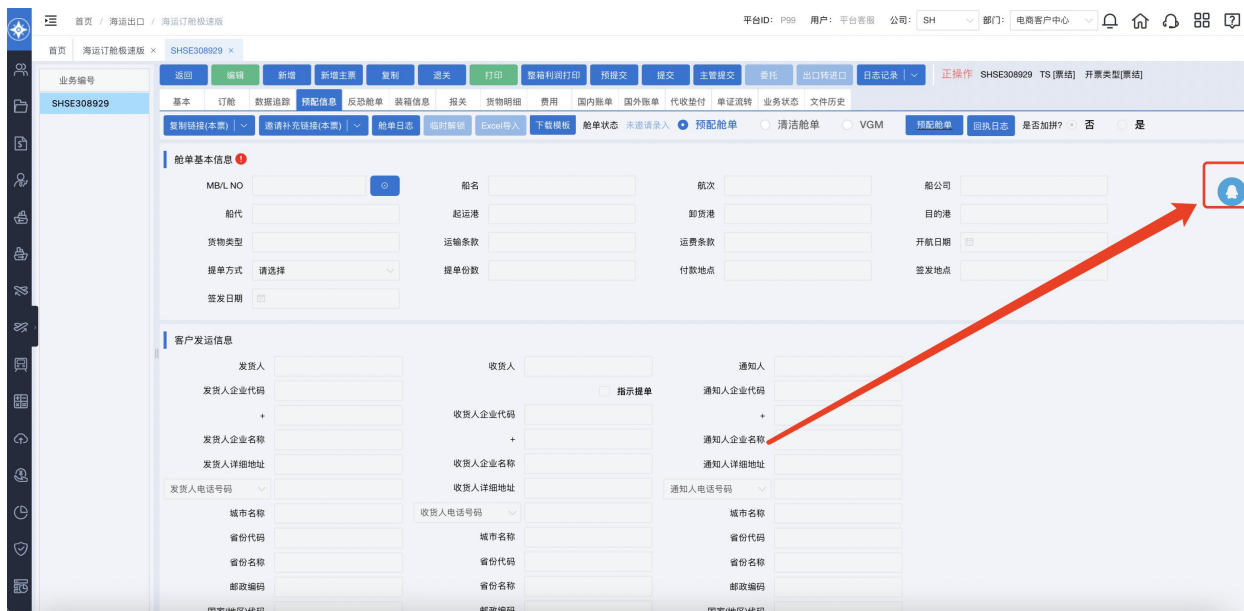 首页 / 海运出口 / 海运订舱极速版 平台ID: P99 用户: 平台客服 公司: SH 部门: 电商客户中心
首页 海运订舱极速版 × SHSE308929 ×
业务编号
SHSE308929
返回 编辑 新增 新增主票 复制 退关 打印 整箱利润打印 预提交 提交 主管提交 委托 出口转进口 日志记录 正操作 SHSE308929 TS [票结] 开票类型[票结]
基本 订舱 数据追踪 预配信息 反恐舱单 装箱信息 报关 货物明细 费用 国内账单 国外账单 代收垫付 单证流转 业务状态 文件历史
复制链接(本票) 邀请补充链接(本票) 舱单日志 临时解锁 Excel导入 下载模板 舱单状态 未邀请录入 预配舱单 清洁舱单 VGM 预配舱单 回执日志 是否加拼? 否 是
舱单基本信息
MB/L NO 船名 航次 船公司
船代 起运港 卸货港 目的港
货物类型 运输条款 运费条款 开航日期
提单方式 请选择 提单份数 付款地点 签发地点
签发日期
客户发运信息
发货人 收货人 通知人
发货人企业代码 指示提单 通知人企业代码
+ 收货人企业代码 +
发货人企业名称 + 通知人企业名称
发货人详细地址 收货人企业名称 通知人详细地址
发货人电话号码 收货人详细地址 通知人电话号码
城市名称 收货人电话号码 城市名称
省份代码 城市名称 省份代码
省份名称 省份代码 省份名称
邮政编码 省份名称 邮政编码
国家(地区)代码 邮政编码 国家(地区)代码